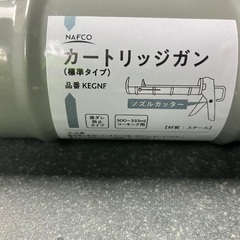 NAFCO
カートリッジガン
(標準タイプ)
品番 KEGNF
ノズルカッター
液ダレ
防止
タイプ
300~333ml
コーキング用
【材質:スチール】